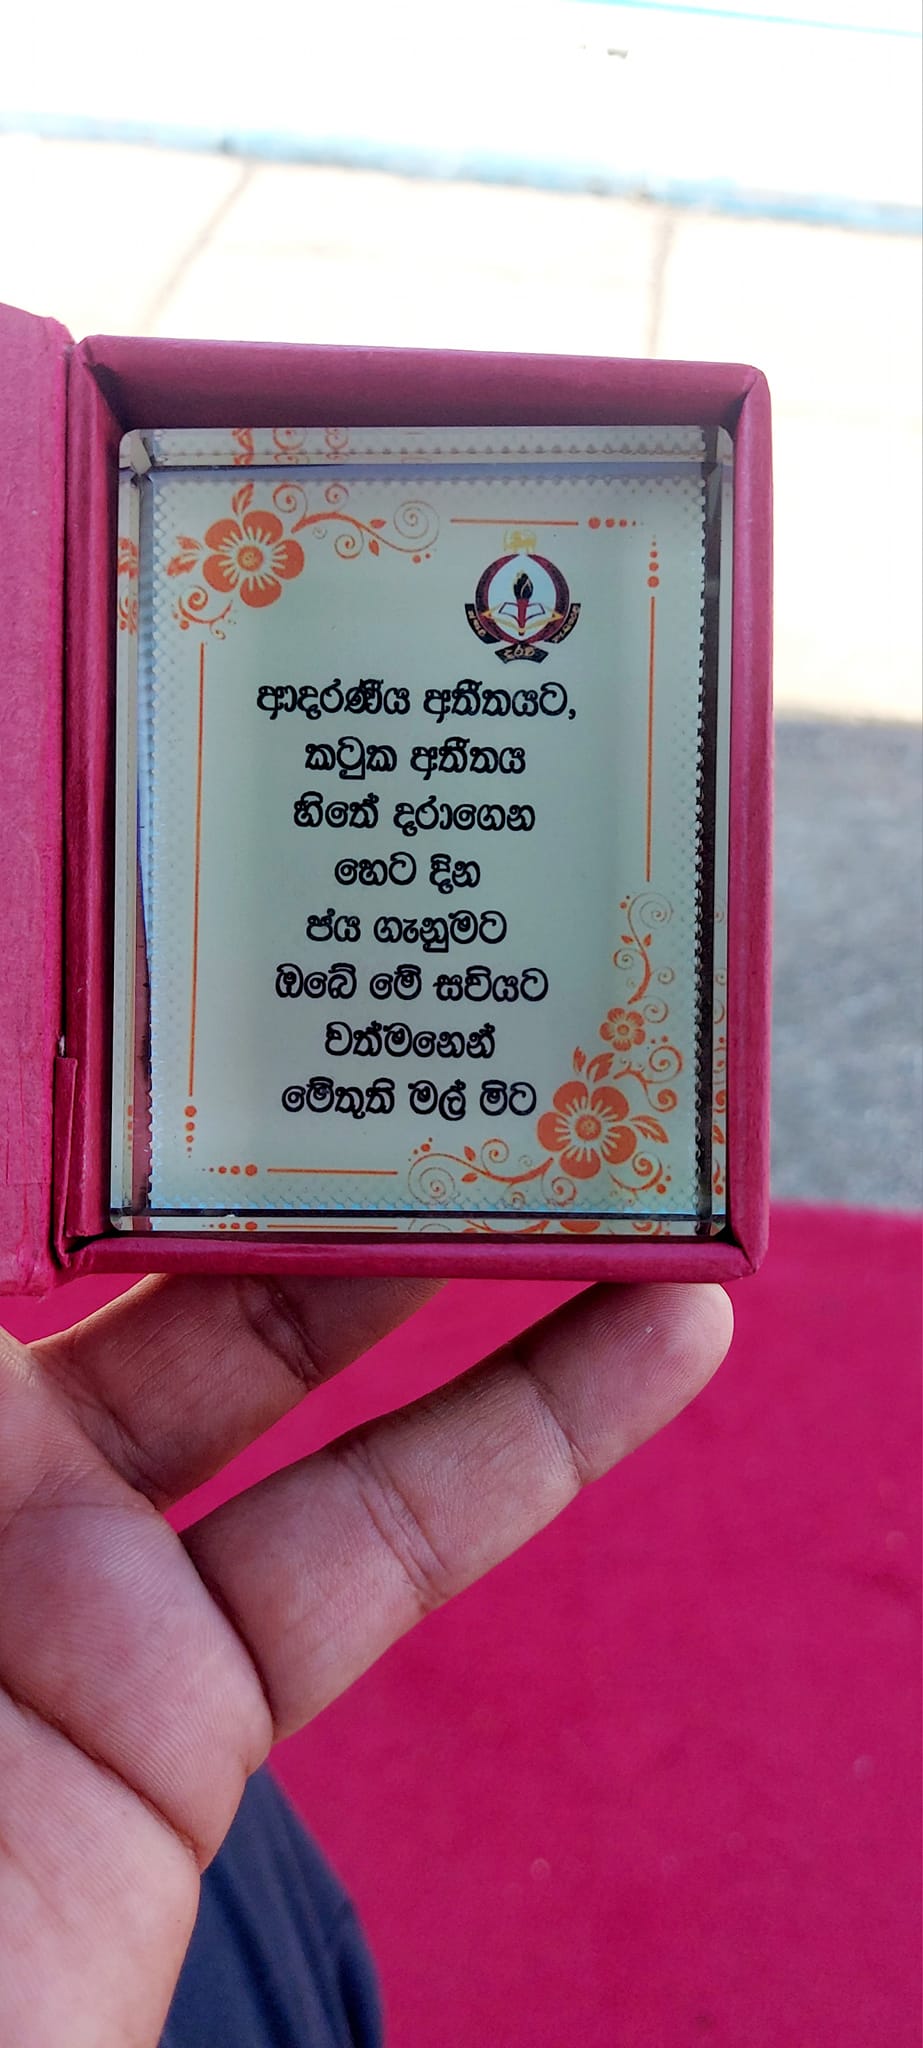 ආදරණීය අතීතයට,
කටුක අතීතය
හිතේ දරාගෙන
හෙට දින
ජය ගැනුමට
ඔබේ මේ සවියට
වත්මනෙන්
මේතුති මල් මිට